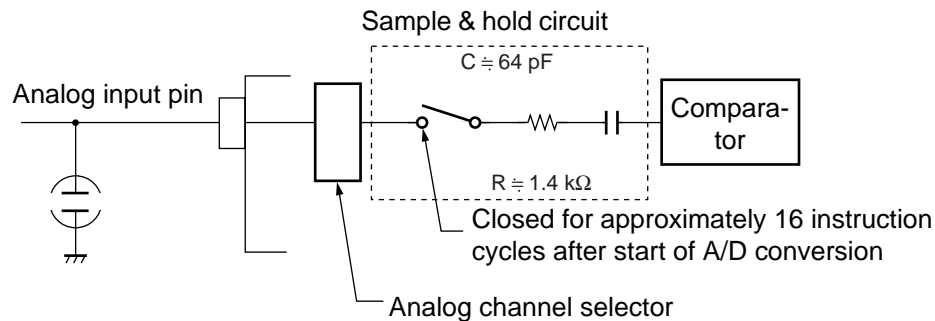 Sample & hold circuit
C ≒ 64 pF
Analog input pin
Compara-
tor
R ≒ 1.4 kΩ
Closed for approximately 16 instruction
cycles after start of A/D conversion
Analog channel selector